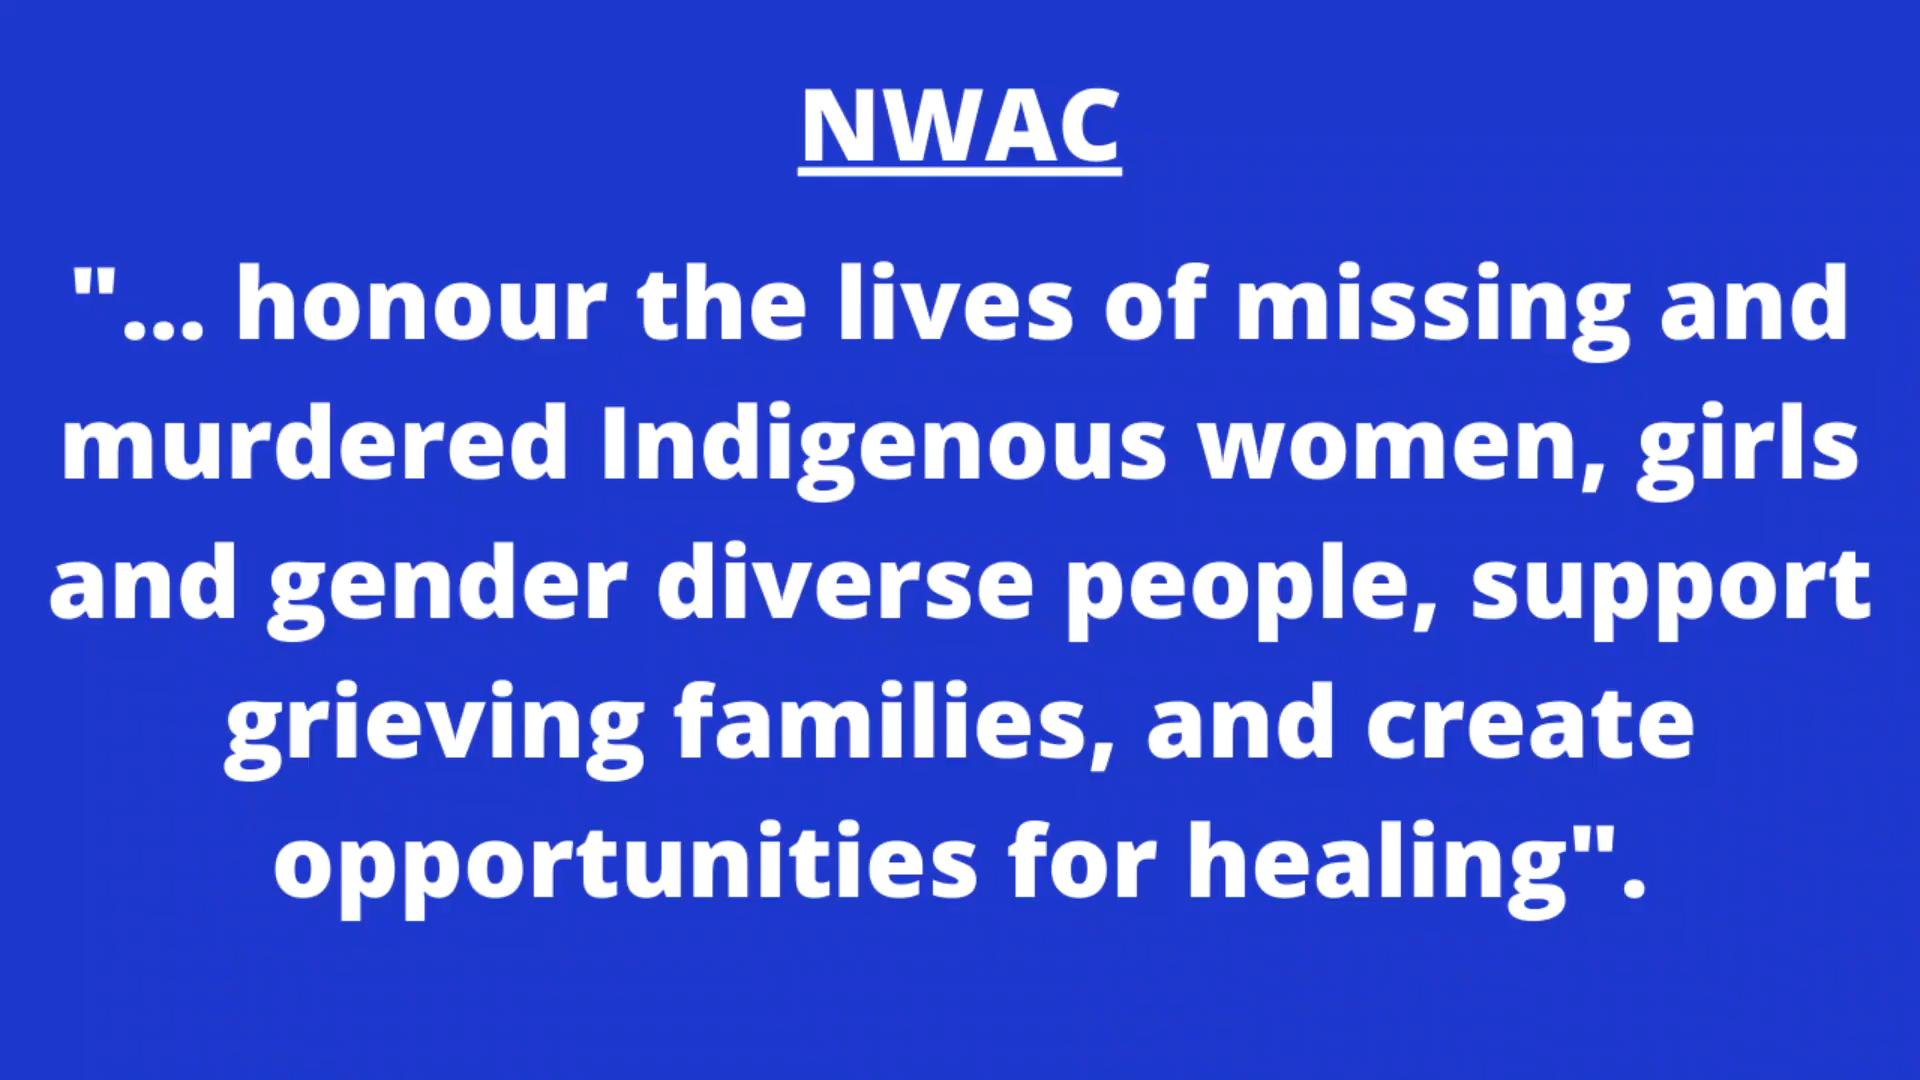 NWAC
"... honour the lives of missing and
murdered Indigenous women, girls
and gender diverse people, support
grieving families, and create
opportunities for healing".